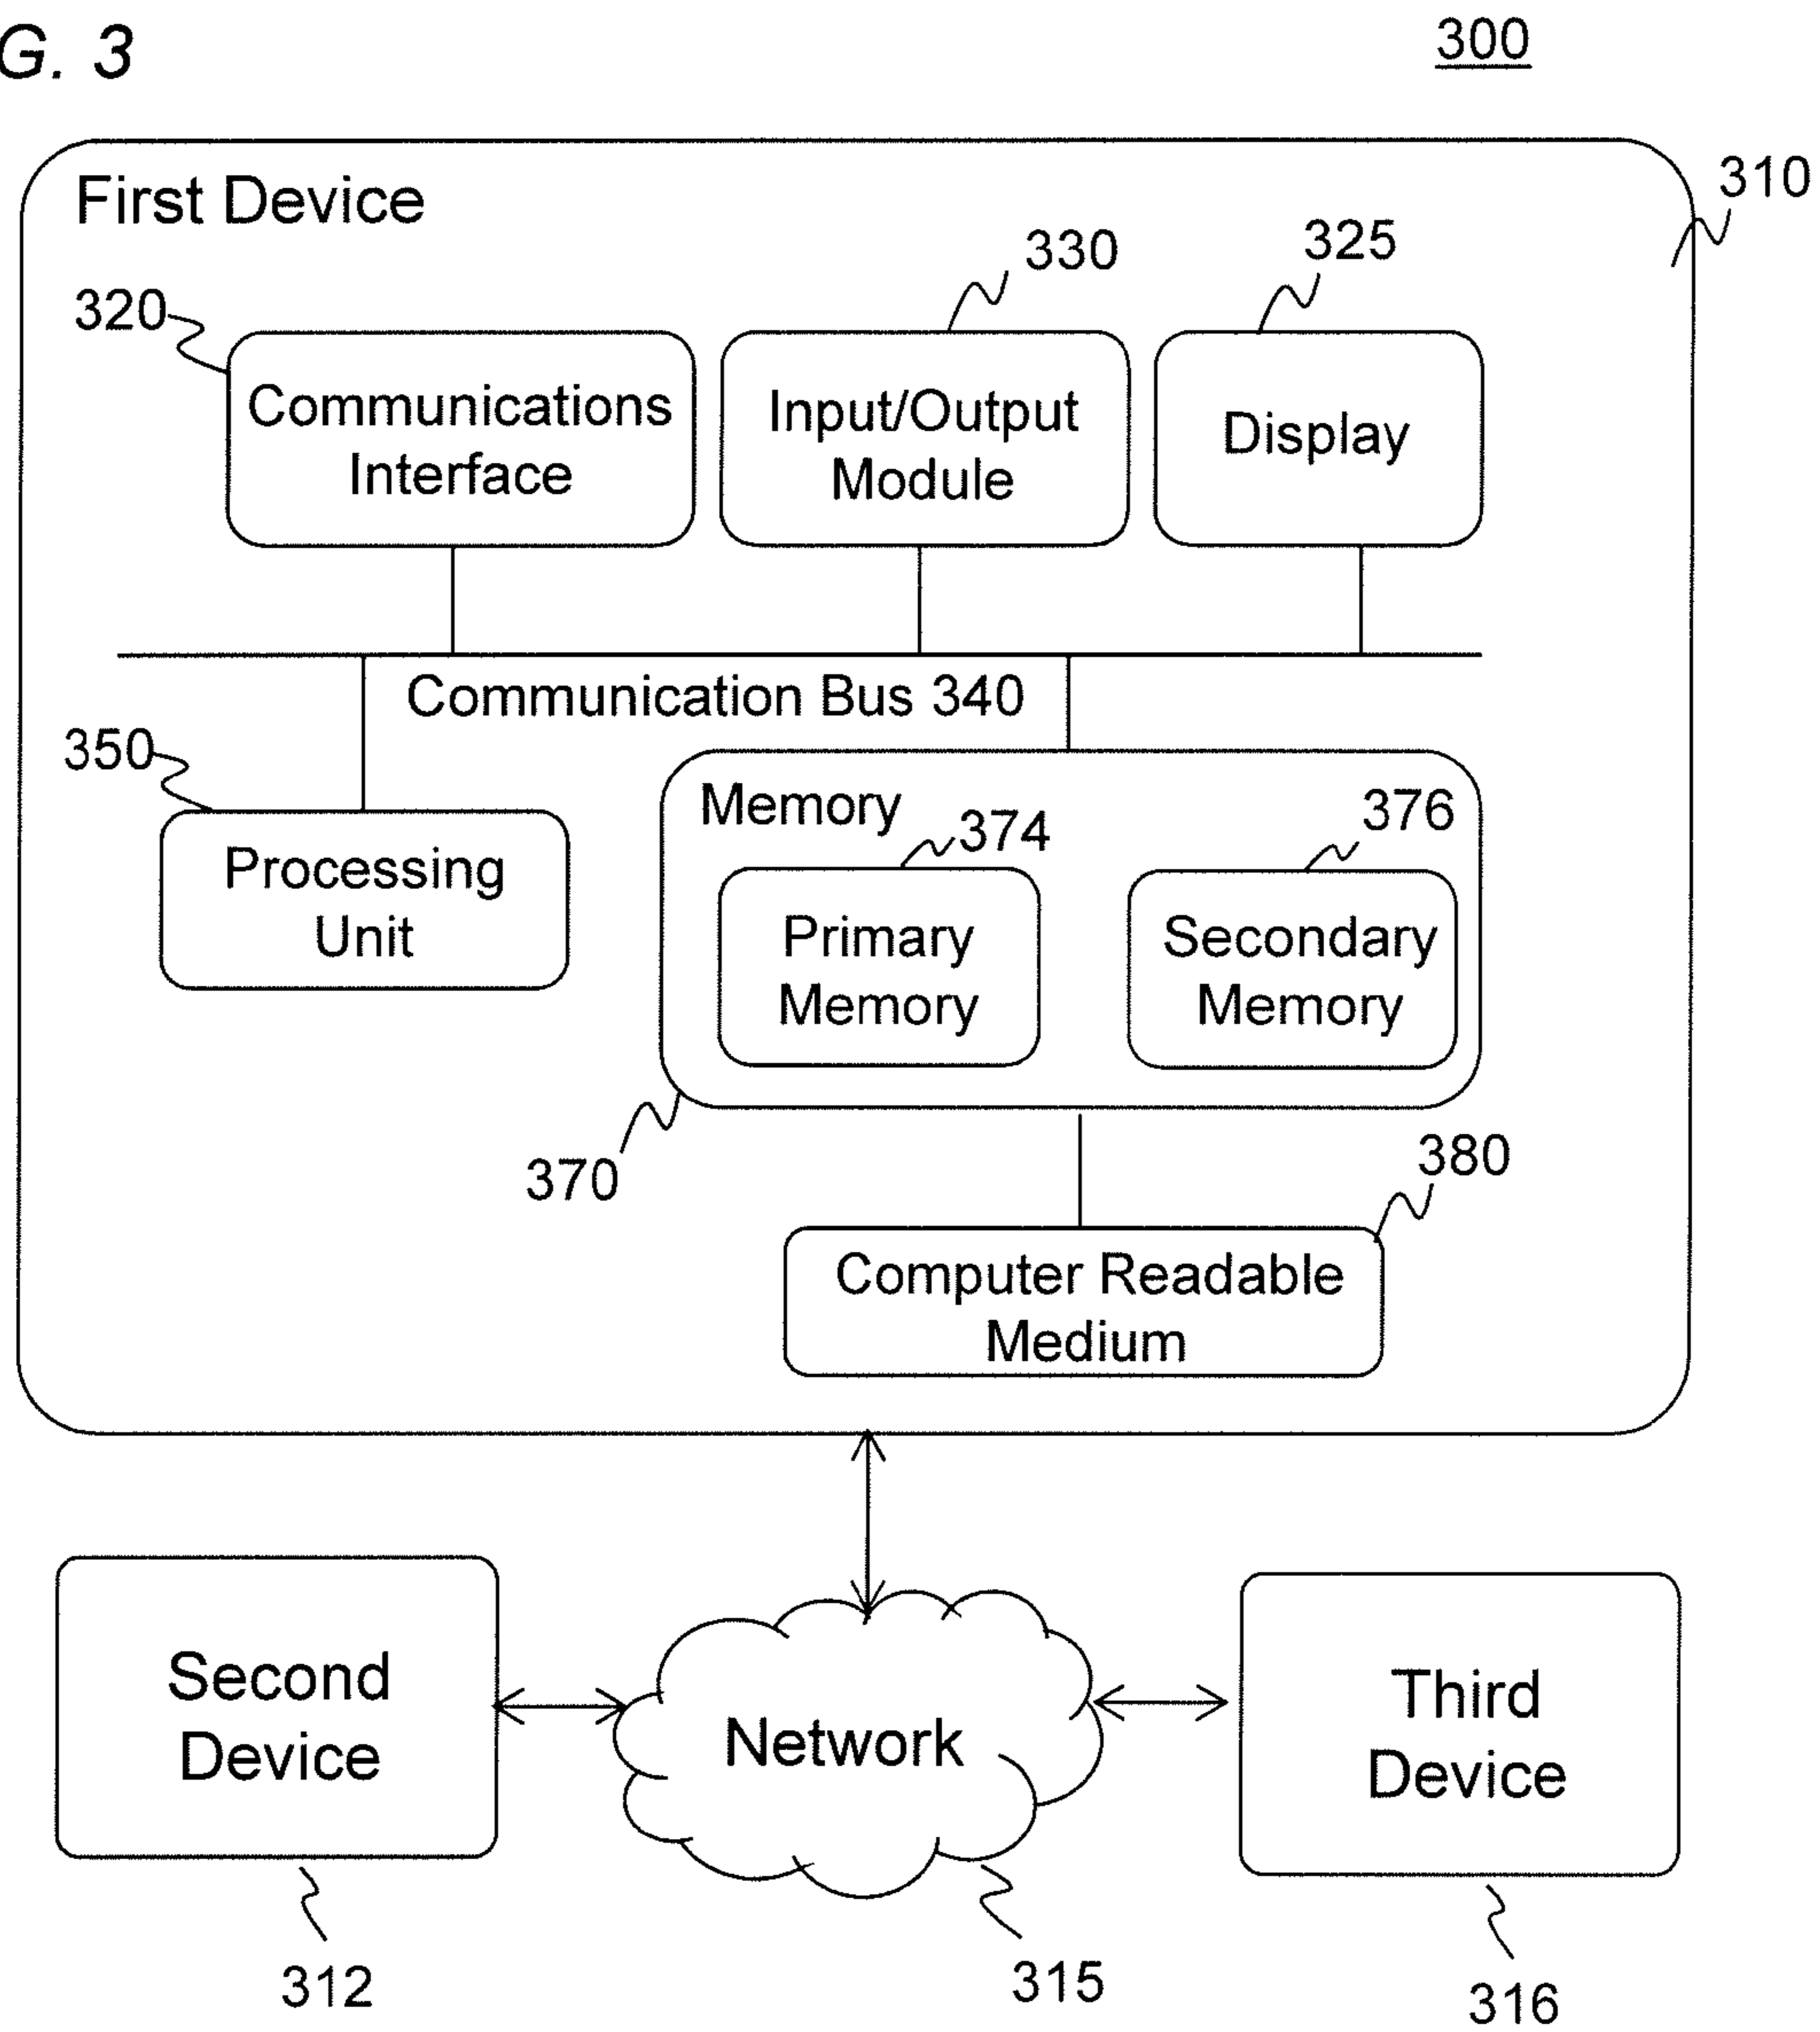 G. 3
300
First Device
310
330
325
320
Communications
Interface
Input/Output
Module
Display
Communication Bus 340
350
Processing
Unit
Memory
374
376
Primary
Memory
Secondary
Memory
370
380
Computer Readable
Medium
Second
Device
Network
Third
Device
312
315
316